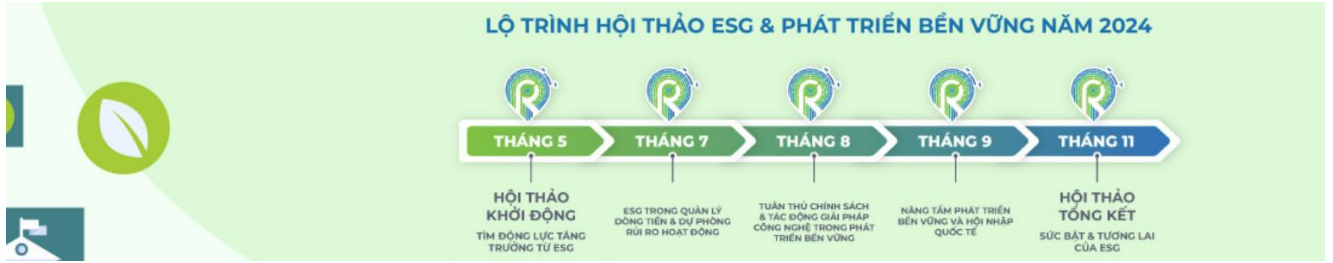 LỘ TRÌNH HỘI THẢO ESG & PHÁT TRIỂN BỀN VỮNG NĂM 2024
R R R R R
THÁNG 5 THÁNG 7 THÁNG 8 THÁNG 9 THÁNG 11
HỘI THẢO
KHỞI ĐỘNG
TÌM ĐỘNG LỰC TĂNG
TRƯỞNG TỪ ESG
ESG TRONG QUẢN LÝ
DÒNG TIỀN & DỰ PHÒNG
RỦI RO HOẠT ĐỘNG
TUÂN THỦ CHÍNH SÁCH
& TÁC ĐỘNG GIẢI PHÁP
CÔNG NGHỆ TRONG PHÁT
TRIỂN BỀN VỮNG
NÂNG TẦM PHÁT TRIỂN
BỀN VỮNG VÀ HỘI NHẬP
QUỐC TẾ
HỘI THẢO
TỔNG KẾT
SỨC BẬT & TƯƠNG LAI
CỦA ESG